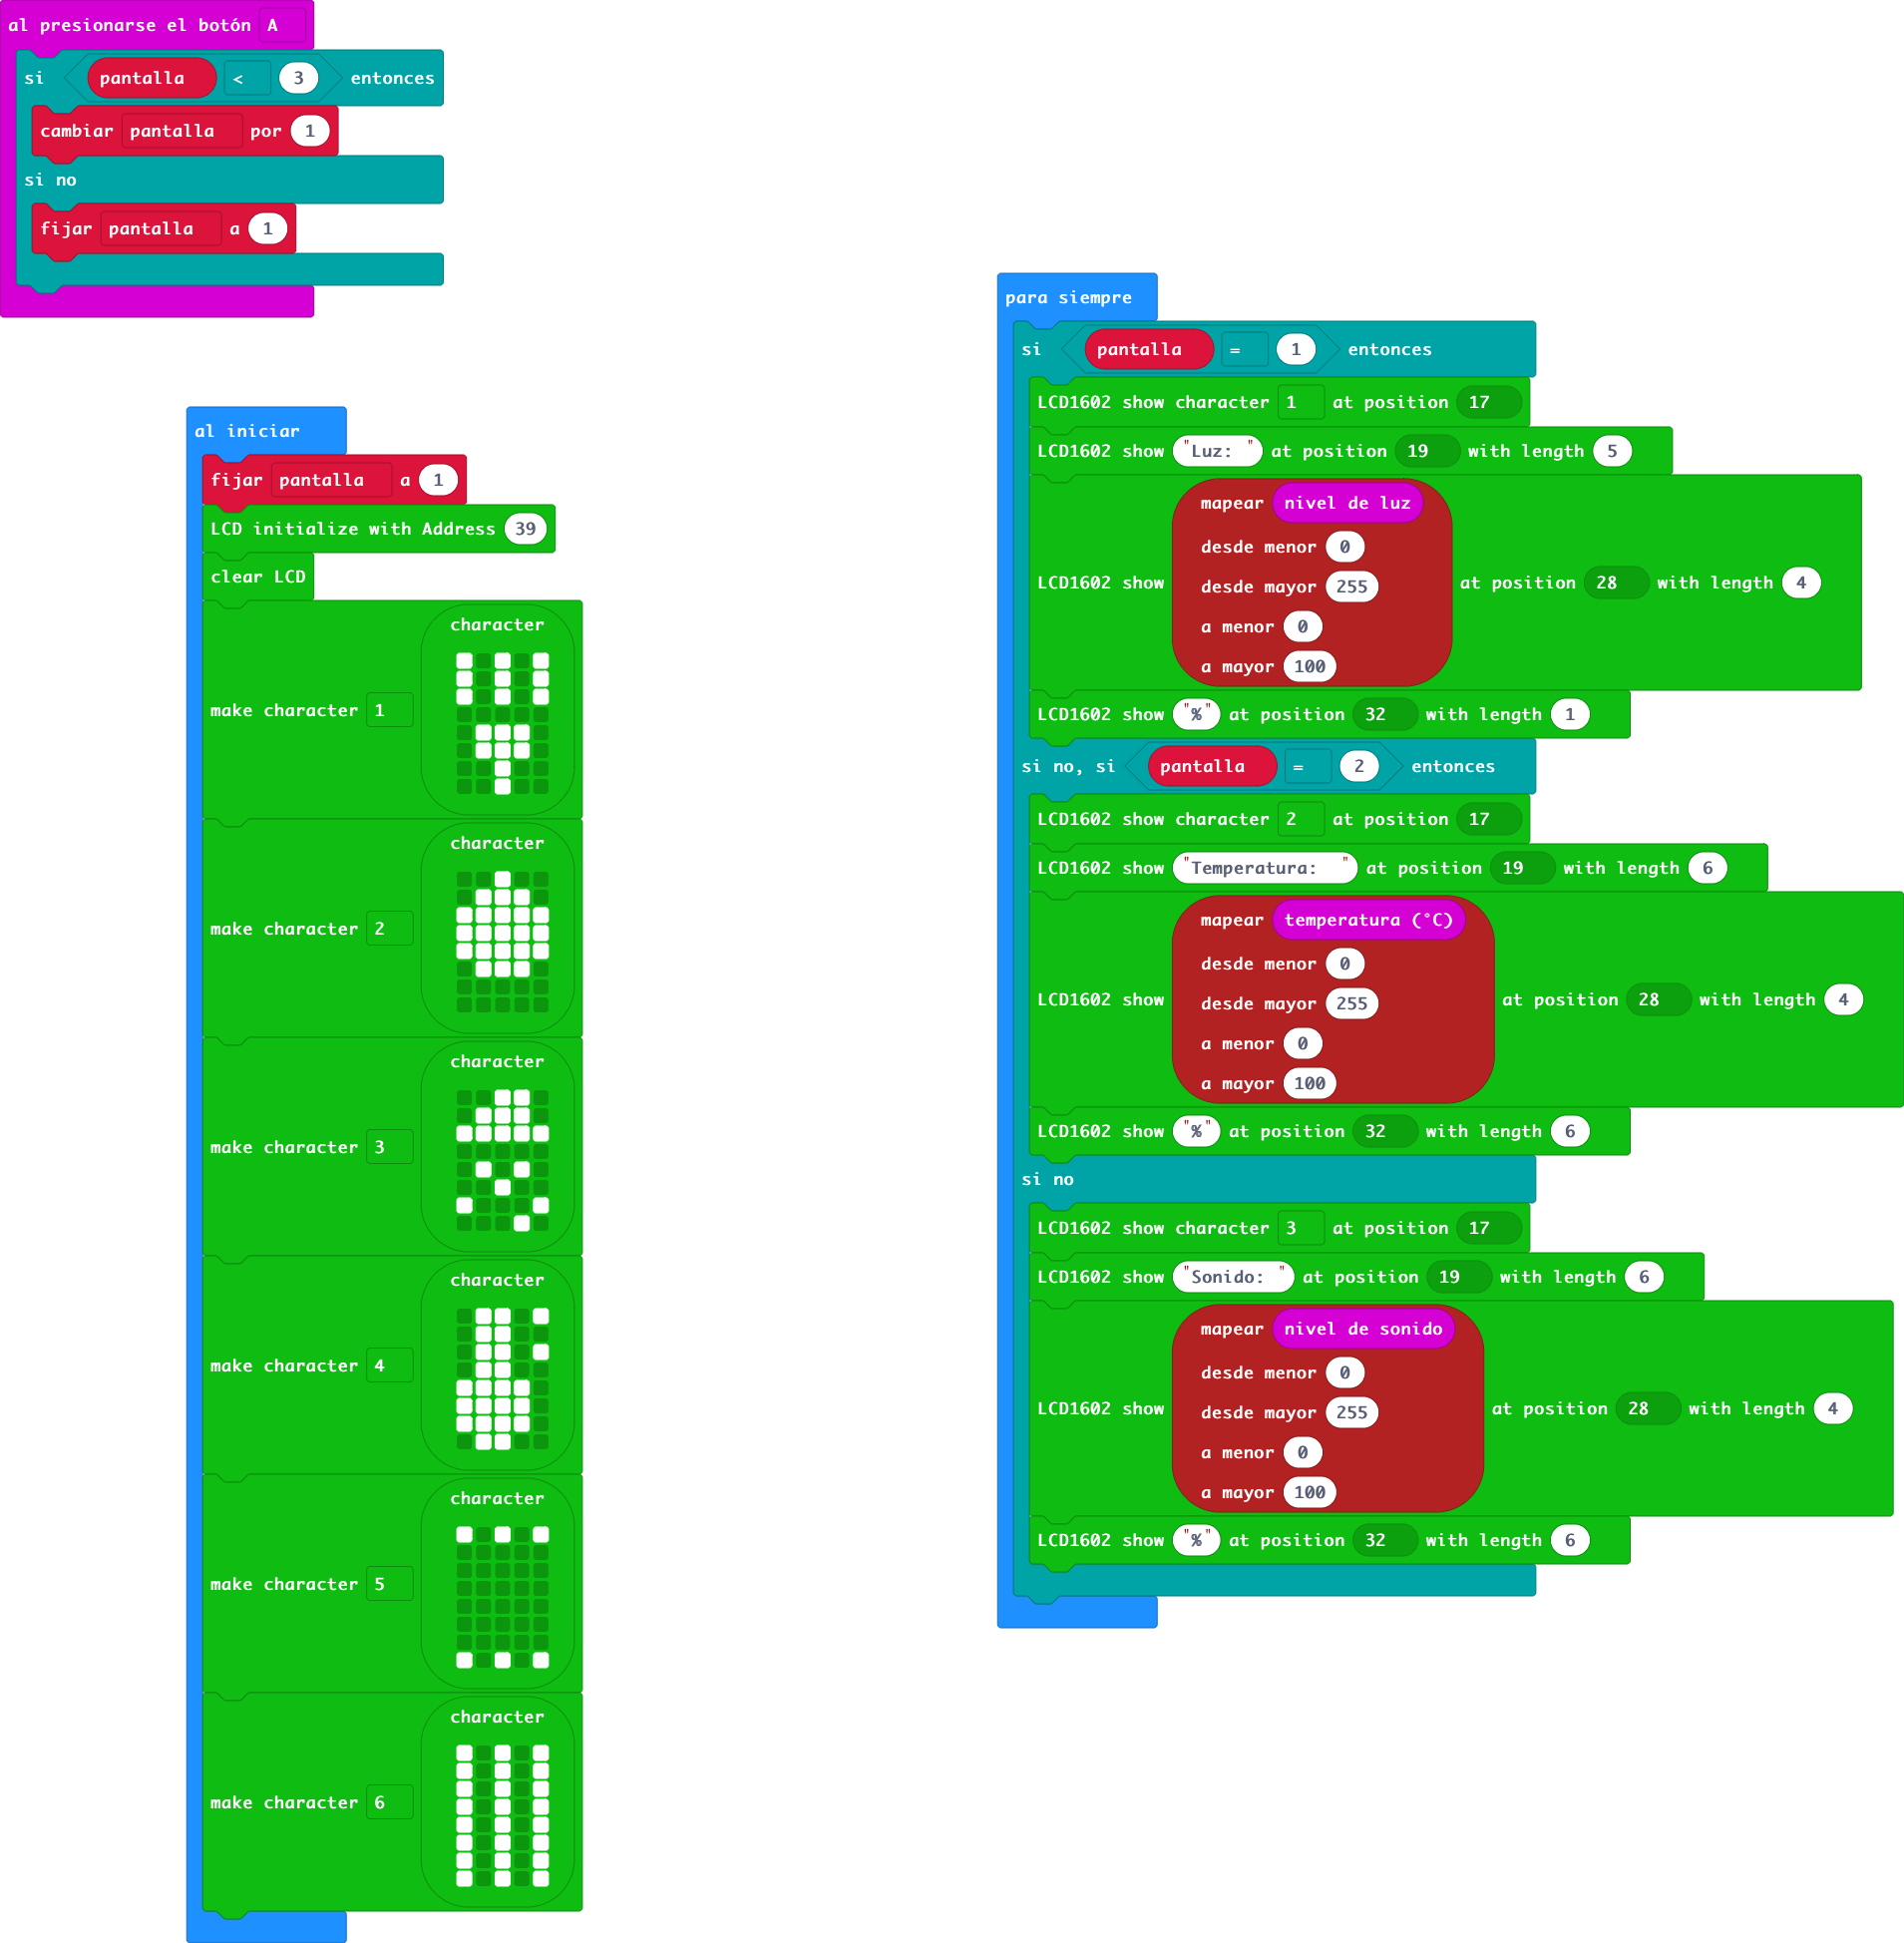 al presionarse el botón A
si pantalla < 3 entonces
cambiar pantalla por 1
si no
fijar pantalla a 1
al iniciar
fijar pantalla a 1
LCD initialize with Address 39
clear LCD
character
make character 1
character
make character 2
character
make character 3
character
make character 4
character
make character 5
character
make character 6
para siempre
si pantalla = 1 entonces
LCD1602 show character 1 at position 17
LCD1602 show "Luz: " at position 19 with length 5
mapear nivel de luz
desde menor 0
desde mayor 255
LCD1602 show at position 28 with length 4
a menor 0
a mayor 100
LCD1602 show "%" at position 32 with length 1
si no, si pantalla = 2 entonces
LCD1602 show character 2 at position 17
LCD1602 show "Temperatura:  " at position 19 with length 6
mapear temperatura (°C)
desde menor 0
LCD1602 show desde mayor 255 at position 28 with length 4
a menor 0
a mayor 100
LCD1602 show "%" at position 32 with length 6
si no
LCD1602 show character 3 at position 17
LCD1602 show "Sonido: " at position 19 with length 6
mapear nivel de sonido
desde menor 0
LCD1602 show desde mayor 255 at position 28 with length 4
a menor 0
a mayor 100
LCD1602 show "%" at position 32 with length 6